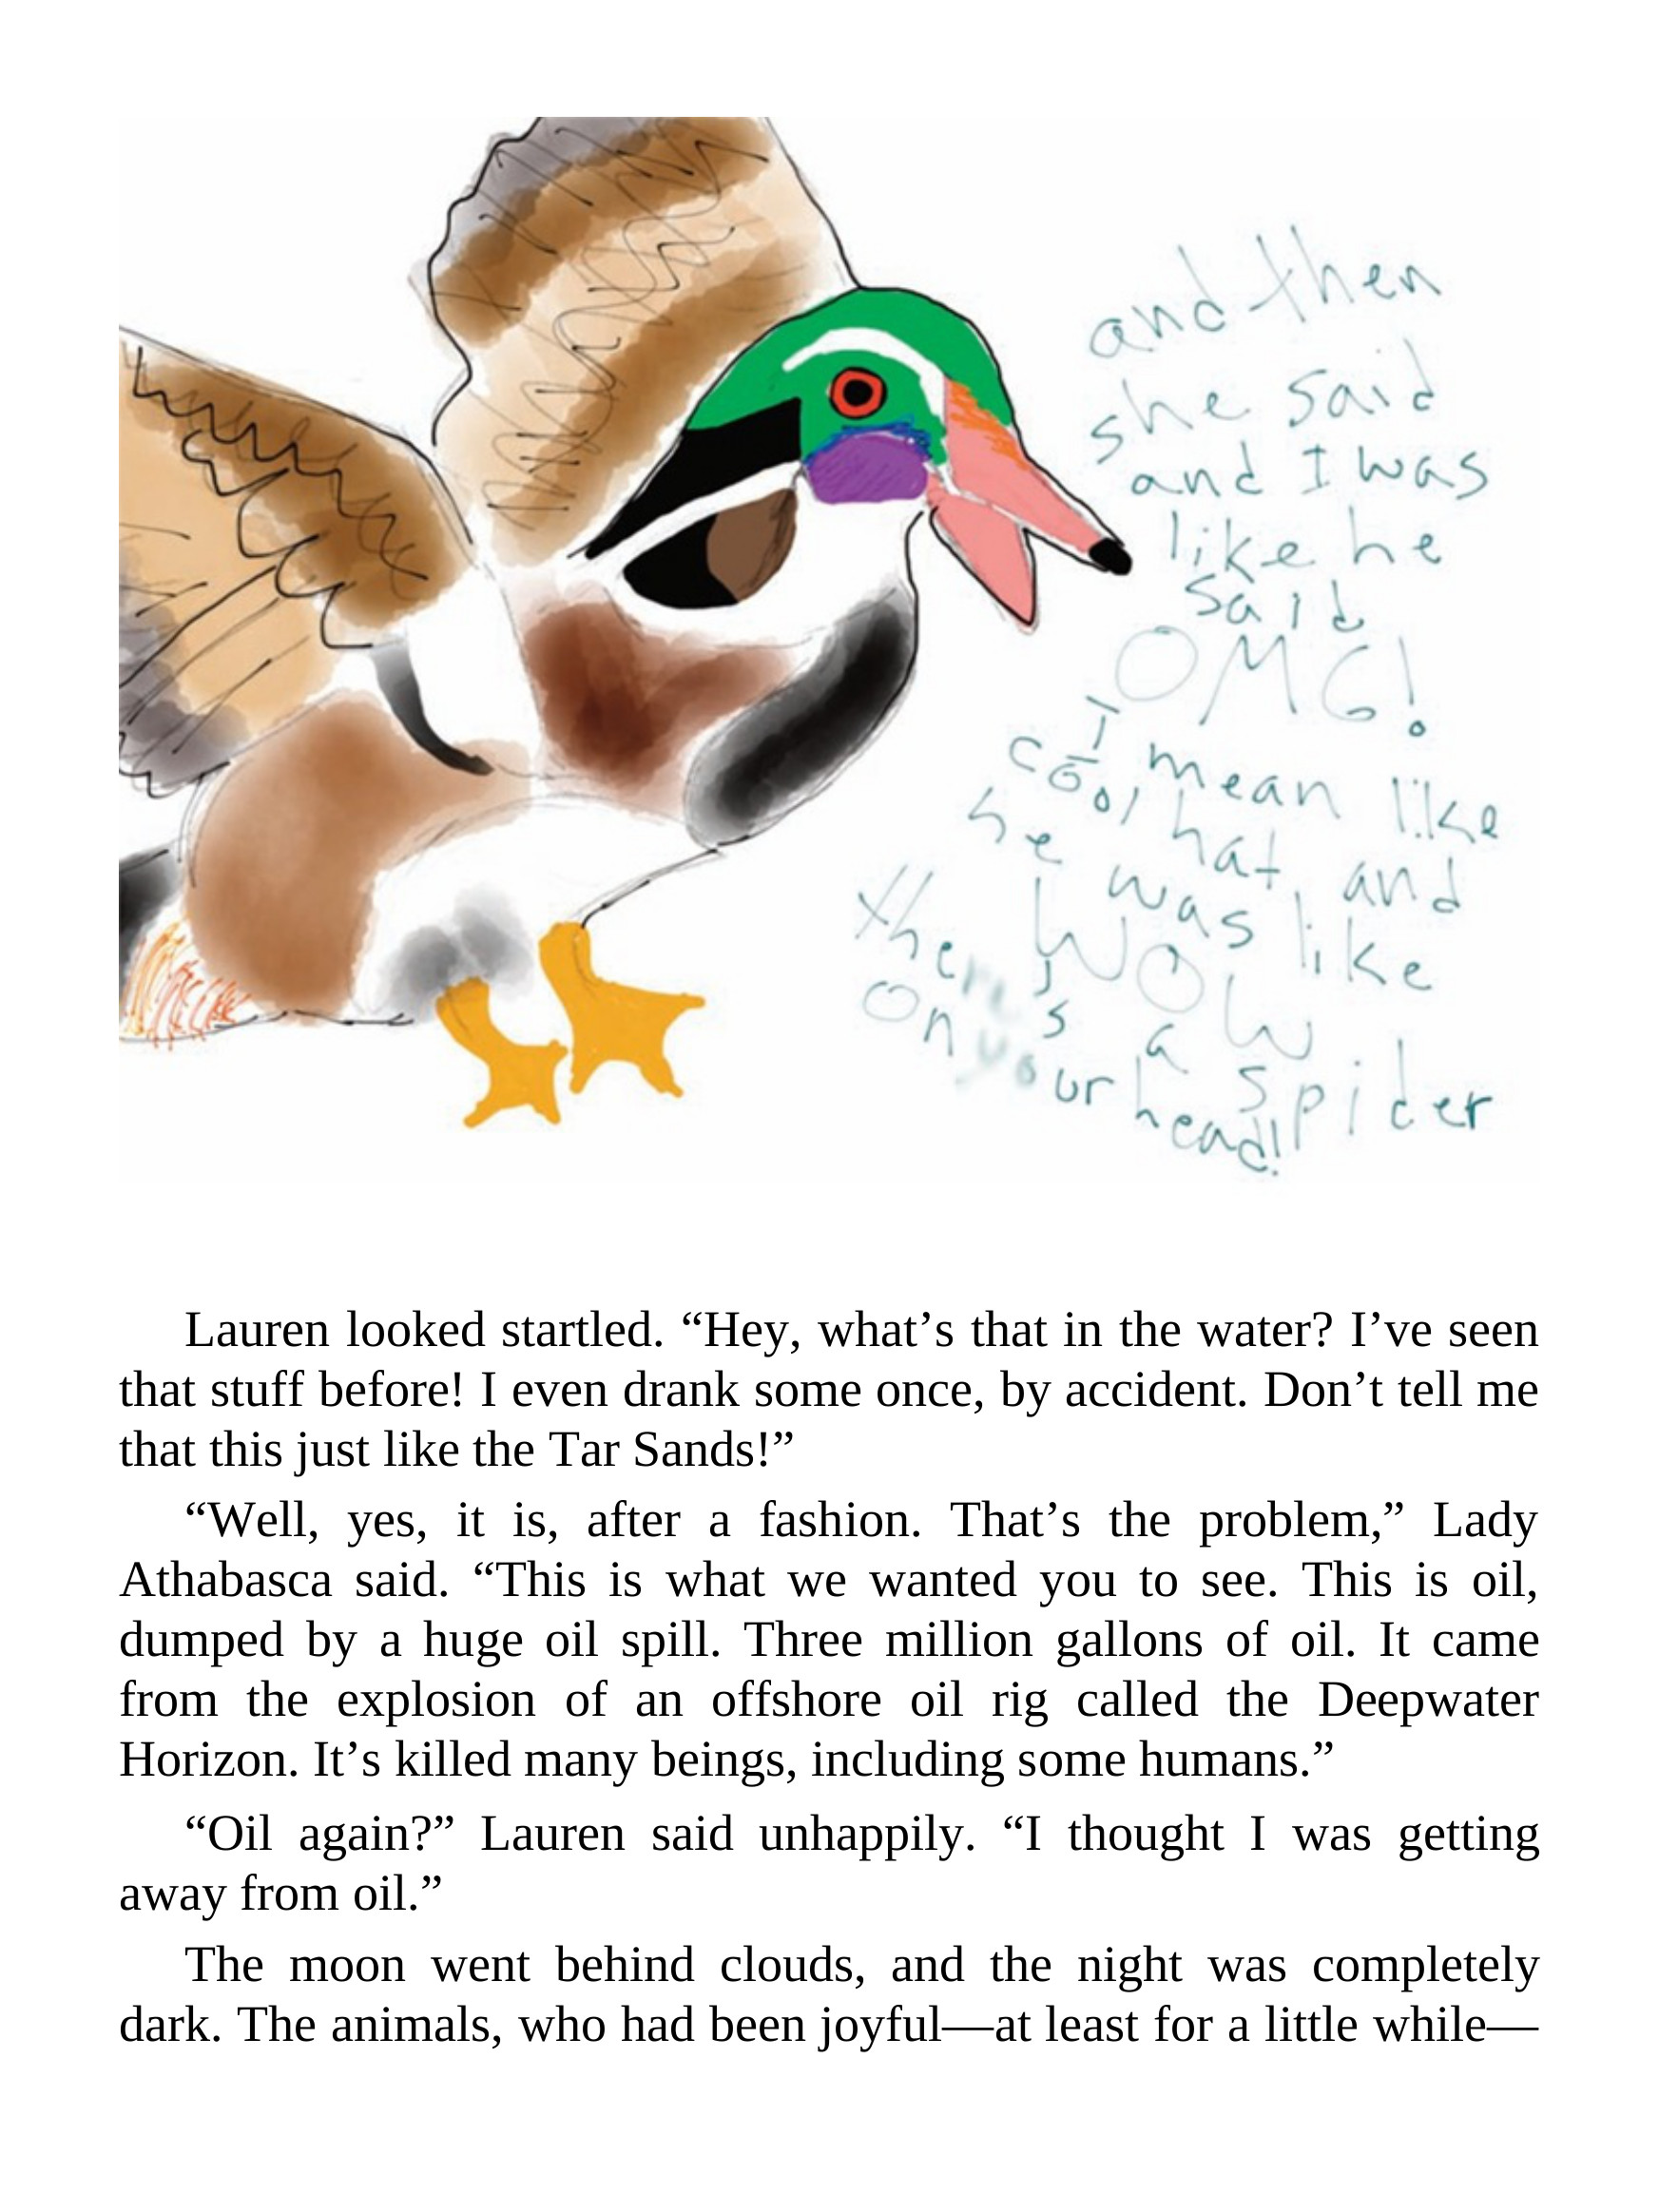 and then
she said
and I was
like he
said
OMG!
I mean like
cool hat, and
he was like
WOW
there's a spider
on your head!
Lauren looked startled. “Hey, what’s that in the water? I’ve seen
that stuff before! I even drank some once, by accident. Don’t tell me
that this just like the Tar Sands!”
“Well, yes, it is, after a fashion. That’s the problem,” Lady
Athabasca said. “This is what we wanted you to see. This is oil,
dumped by a huge oil spill. Three million gallons of oil. It came
from the explosion of an offshore oil rig called the Deepwater
Horizon. It’s killed many beings, including some humans.”
“Oil again?” Lauren said unhappily. “I thought I was getting
away from oil.”
The moon went behind clouds, and the night was completely
dark. The animals, who had been joyful—at least for a little while—